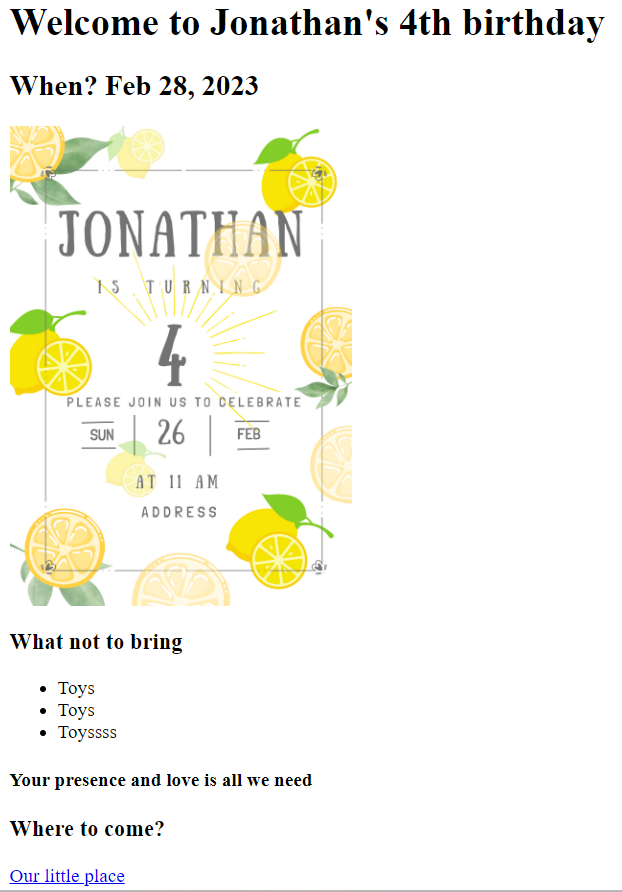 Welcome to Jonathan's 4th birthday
When? Feb 28, 2023
JONATHAN
IS TURNING
4
PLEASE JOIN US TO CELEBRATE
SUN 26 FEB
AT 11 AM
ADDRESS
What not to bring
• Toys
• Toys
• Toyssss
Your presence and love is all we need
Where to come?
Our little place